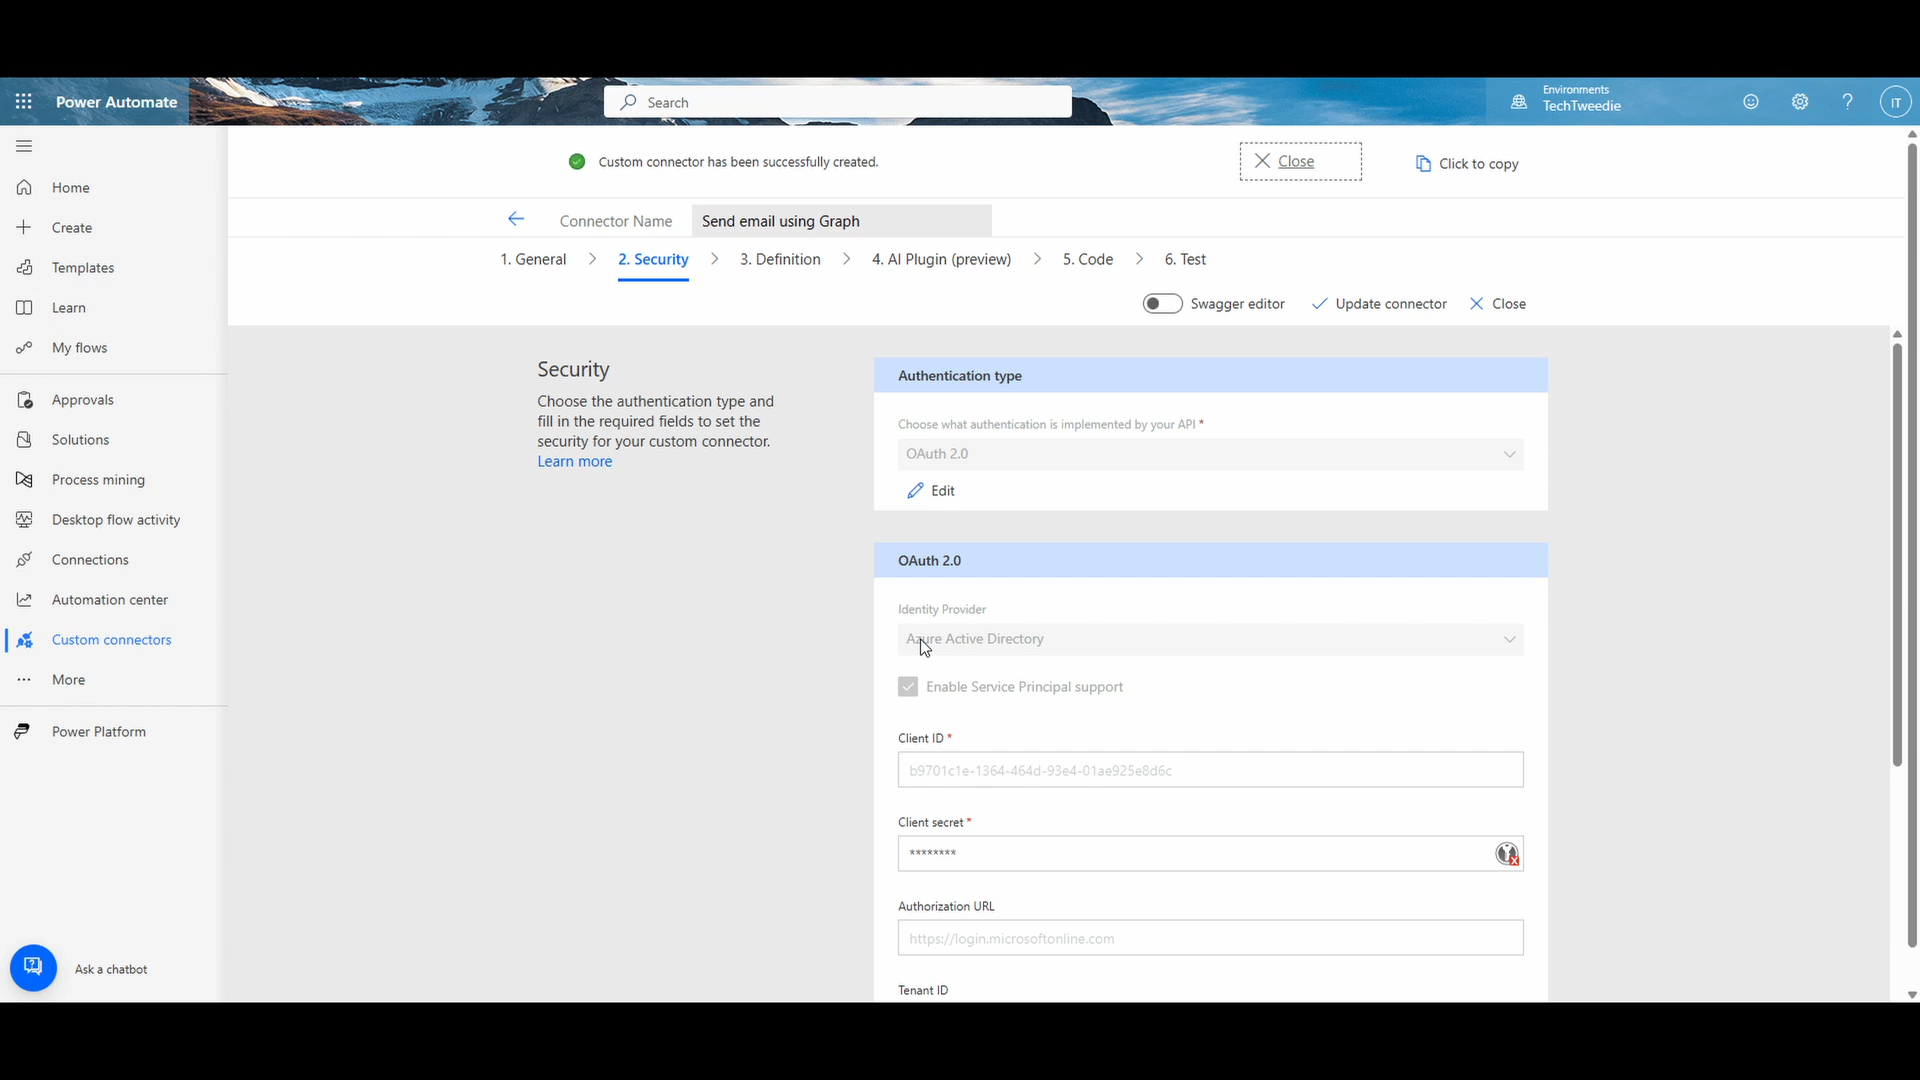 Power Automate
Search
Environments
TechTweedie
IT
Custom connector has been successfully created.
Close
Click to copy
Home
Create
Templates
Learn
My flows
Approvals
Solutions
Process mining
Desktop flow activity
Connections
Automation center
Custom connectors
More
Power Platform
Ask a chatbot
Connector Name
Send email using Graph
1. General
2. Security
3. Definition
4. AI Plugin (preview)
5. Code
6. Test
Swagger editor
Update connector
Close
Security
Choose the authentication type and
fill in the required fields to set the
security for your custom connector.
Learn more
Authentication type
Choose what authentication is implemented by your API *
OAuth 2.0
Edit
OAuth 2.0
Identity Provider
Azure Active Directory
Enable Service Principal support
Client ID *
b9701c1e-1364-464d-93e4-01ae925e8d6c
Client secret *
********
Authorization URL
https://login.microsoftonline.com
Tenant ID